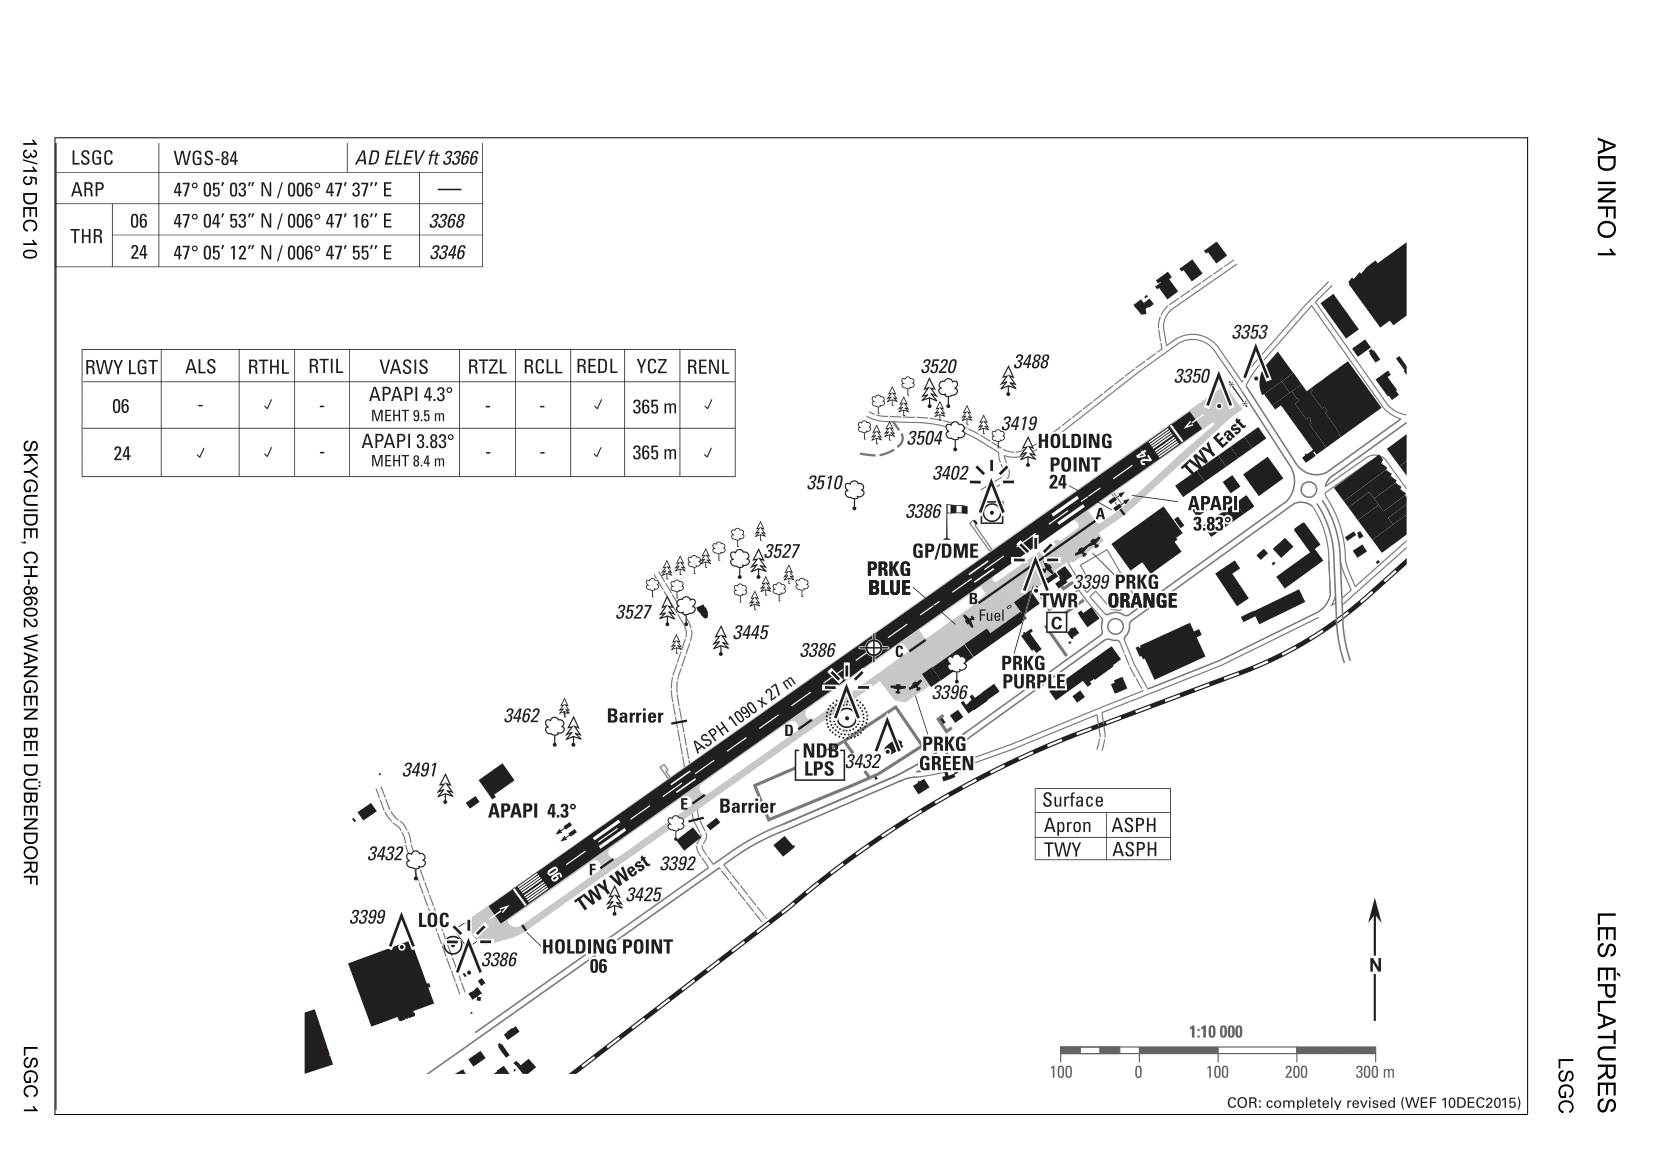 LSGC WGS-84 AD ELEV ft 3366
ARP 47° 05' 03" N / 006° 47' 37'' E —
THR 06 47° 04' 53" N / 006° 47' 16'' E 3368
24 47° 05' 12" N / 006° 47' 55'' E 3346
RWY LGT ALS RTHL RTIL VASIS RTZL RCLL REDL YCZ RENL
06 - ✓ - APAPI 4.3° MEHT 9.5 m - - ✓ 365 m ✓
24 ✓ ✓ - APAPI 3.83° MEHT 8.4 m - - ✓ 365 m ✓
3353
3350
3520
3488
3419
3504
HOLDING
POINT
24
3402
3510
3386
GP/DME
24
TWY East
A
APAPI
3.83°
3527
PRKG
BLUE
3399
PRKG
ORANGE
TWR
C
B
Fuel
3527
3445
3386
C
PRKG
PURPLE
3396
3462
Barrier
ASPH 1090 x 27 m
D
NDB
LPS
3432
PRKG
GREEN
3491
APAPI 4.3°
E
Barrier
3432
3392
F
06
TWY West
3425
3399
LOC
3386
HOLDING POINT
06
Surface
Apron ASPH
TWY ASPH
N
1:10 000
100 0 100 200 300 m
COR: completely revised (WEF 10DEC2015)
13/15 DEC 10
SKYGUIDE, CH-8602 WANGEN BEI DÜBENDORF
LSGC 1
AD INFO 1
LES ÉPLATURES
LSGC